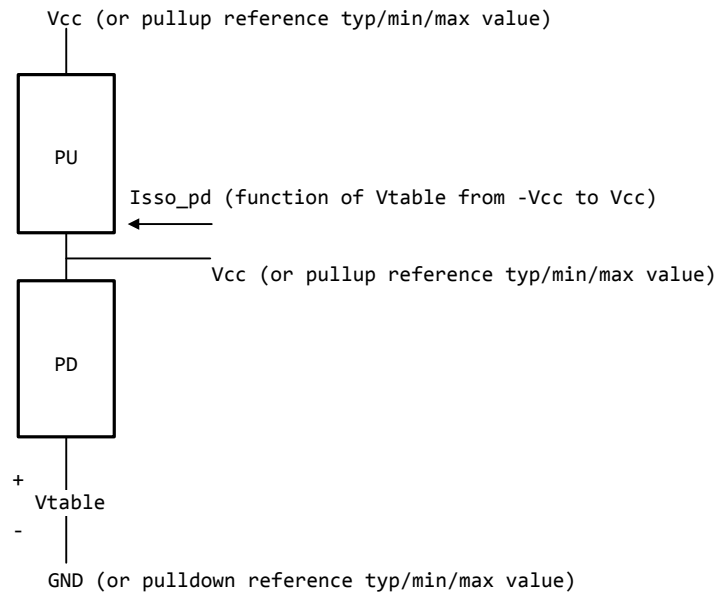 Vcc (or pullup reference typ/min/max value)
PU
Isso_pd (function of Vtable from -Vcc to Vcc)
Vcc (or pullup reference typ/min/max value)
PD
+
Vtable
-
GND (or pulldown reference typ/min/max value)